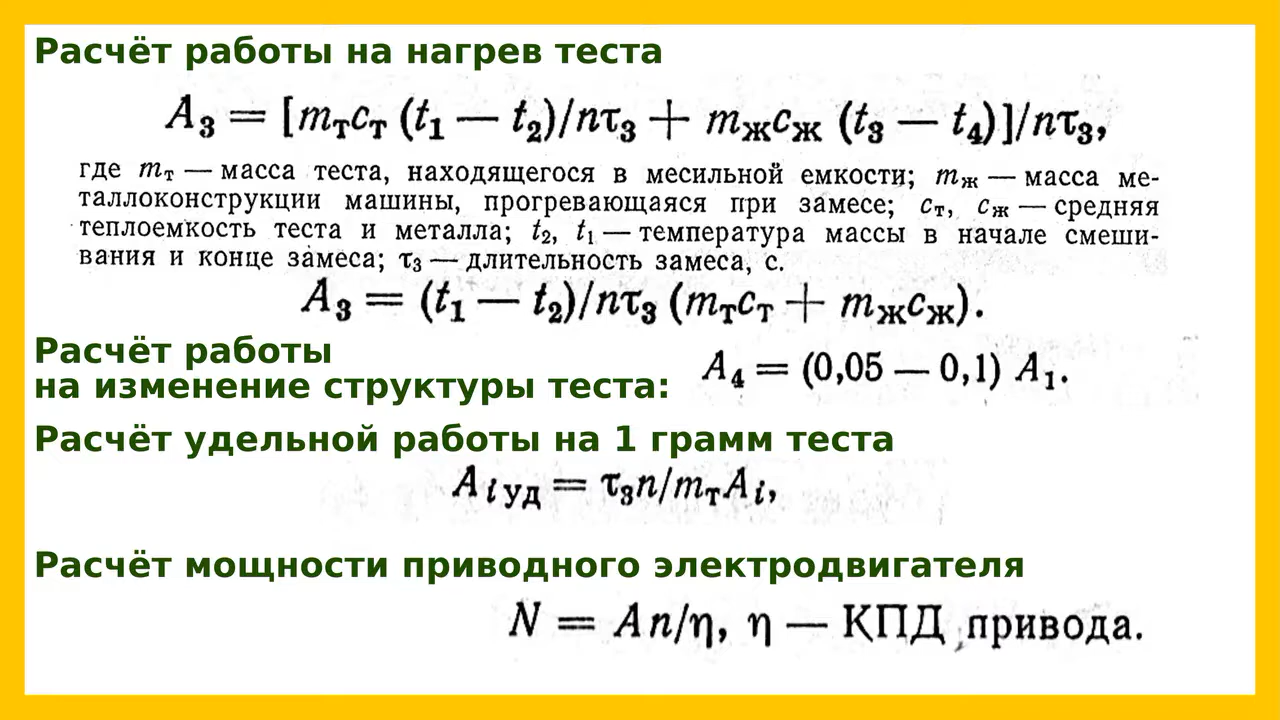 Расчёт работы на нагрев теста
A₃ = [mтcт (t₁ — t₂)/nτ₃ + mжcж (t₃ — t₄)]/nτ₃,
где mт — масса теста, находящегося в месильной емкости; mж — масса ме-
таллоконструкции машины, прогревающаяся при замесе; cт, cж — средняя
теплоемкость теста и металла; t₂, t₁ — температура массы в начале смеши-
вания и конце замеса; τ₃ — длительность замеса, с.
A₃ = (t₁ — t₂)/nτ₃ (mтcт + mжcж).
Расчёт работы
на изменение структуры теста:
A₄ = (0,05 — 0,1) A₁.
Расчёт удельной работы на 1 грамм теста
Ai уд = τ₃n/mтAi,
Расчёт мощности приводного электродвигателя
N = An/η, η — КПД привода.